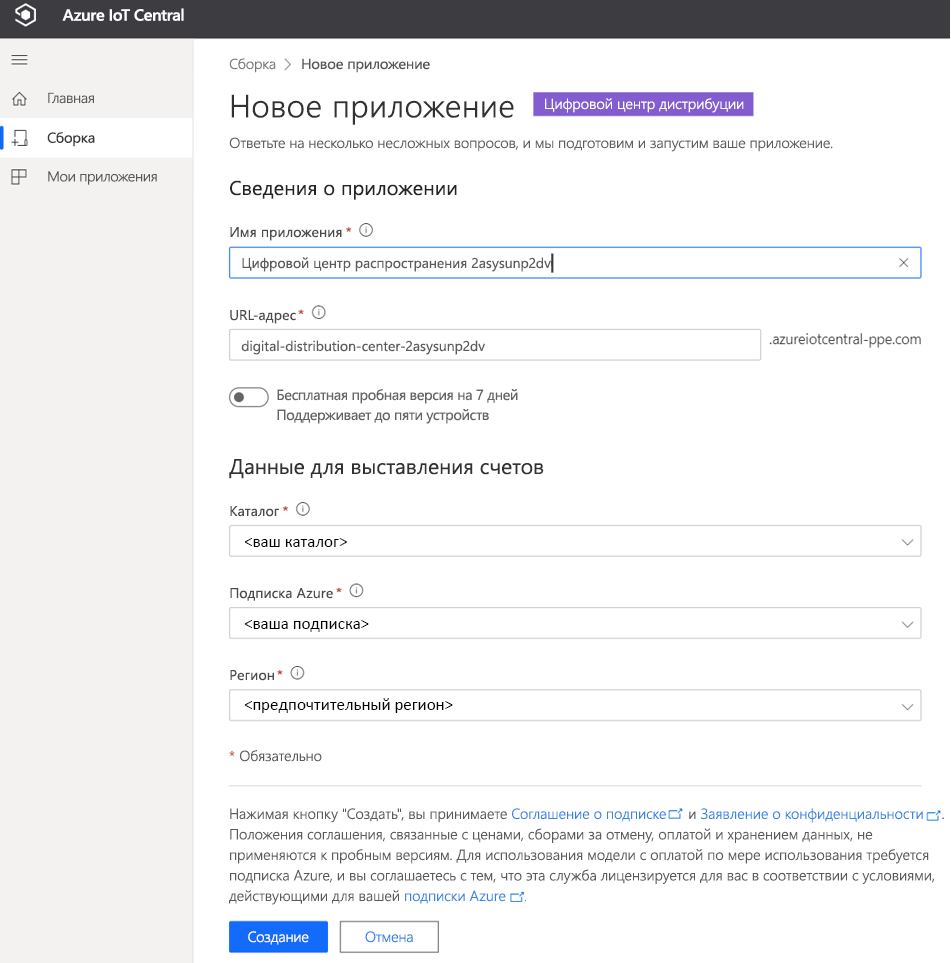 Azure IoT Central
Главная
Сборка
Мои приложения
Сборка > Новое приложение
Новое приложение Цифровой центр дистрибуции
Ответьте на несколько несложных вопросов, и мы подготовим и запустим ваше приложение.
Сведения о приложении
Имя приложения *
Цифровой центр распространения 2asysunp2dv
URL-адрес*
digital-distribution-center-2asysunp2dv .azureiotcentral-ppe.com
Бесплатная пробная версия на 7 дней
Поддерживает до пяти устройств
Данные для выставления счетов
Каталог *
<ваш каталог>
Подписка Azure *
<ваша подписка>
Регион *
<предпочтительный регион>
* Обязательно
Нажимая кнопку "Создать", вы принимаете Соглашение о подписке и Заявление о конфиденциальности.
Положения соглашения, связанные с ценами, сборами за отмену, оплатой и хранением данных, не
применяются к пробным версиям. Для использования модели с оплатой по мере использования требуется
подписка Azure, и вы соглашаетесь с тем, что эта служба лицензируется для вас в соответствии с условиями,
действующими для вашей подписки Azure.
Создание Отмена